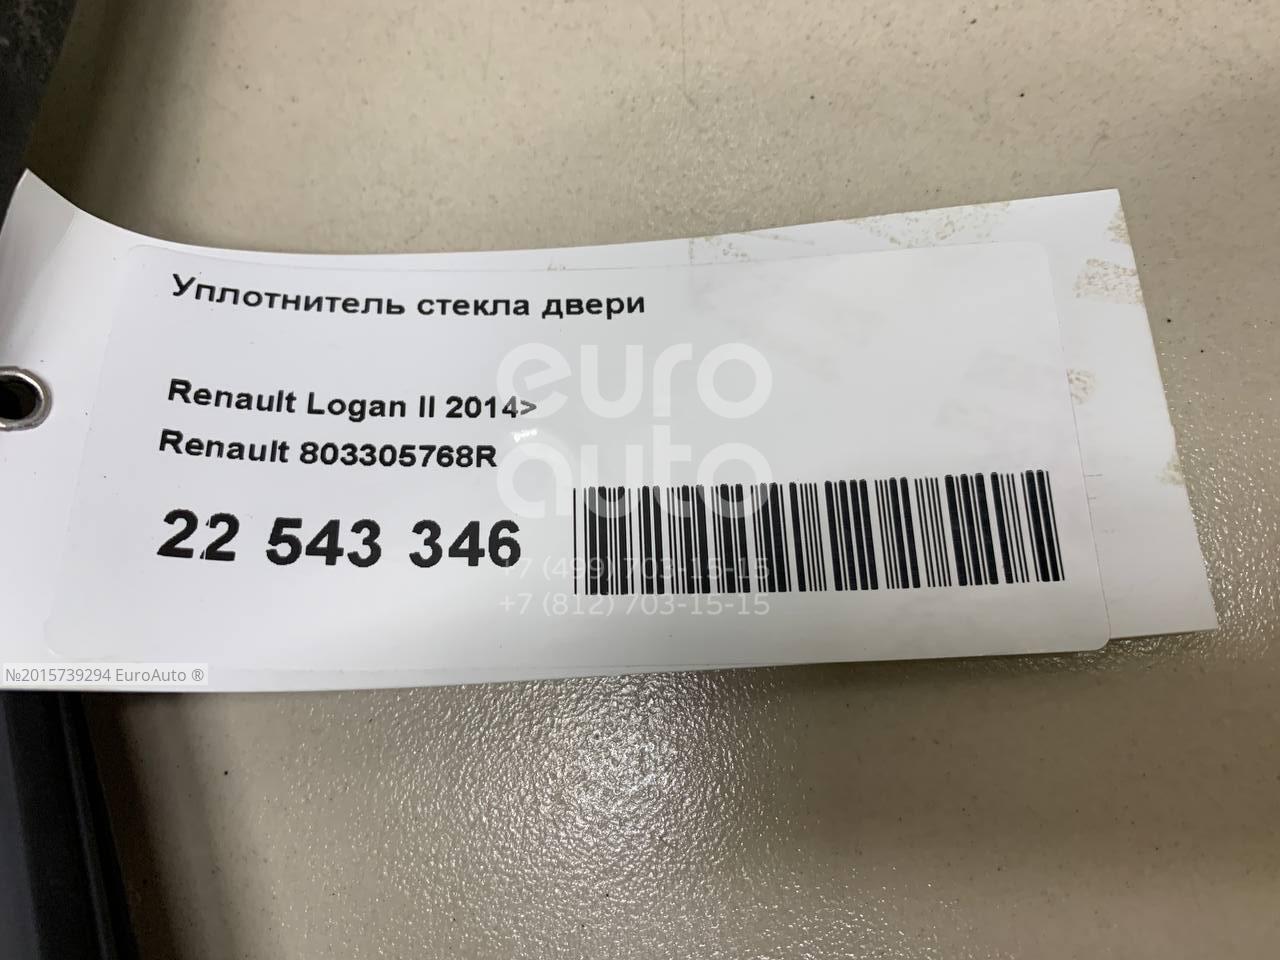 Уплотнитель стекла двери
Renault Logan II 2014>
Renault 803305768R
22 543 346
euro
auto
+7 (499) 703-15-15
+7 (812) 703-15-15
№2015739294 EuroAuto ®